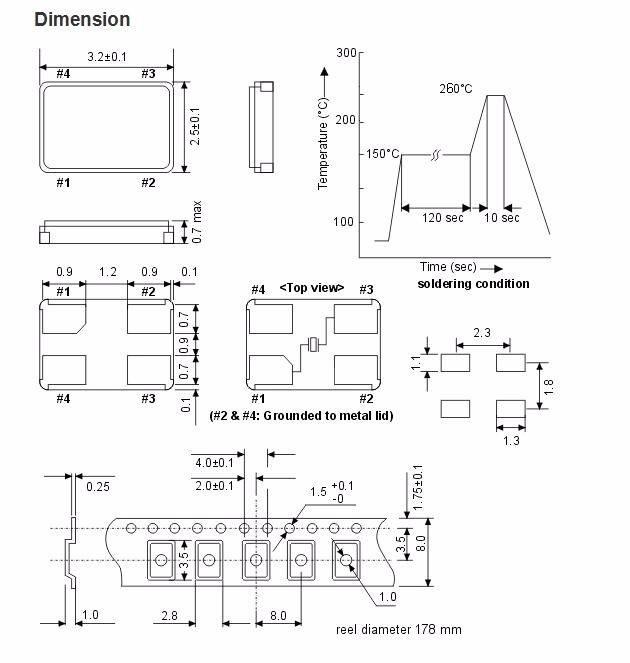 Dimension
3.2±0.1
#4 #3
2.5±0.1
#1 #2
0.7 max
300
200
100
Temperature (°C)
260°C
150°C
120 sec
10 sec
Time (sec)
soldering condition
0.9 1.2 0.9 0.1
#1 #2
0.7
0.9
0.7
0.1
#4 #3
#4 <Top view> #3
#1 #2
(#2 & #4: Grounded to metal lid)
2.3
1.1
1.8
1.3
4.0±0.1
2.0±0.1
0.25
1.5 +0.1
-0
1.75±0.1
3.5
3.5
8.0
1.0
2.8
8.0
1.0
reel diameter 178 mm